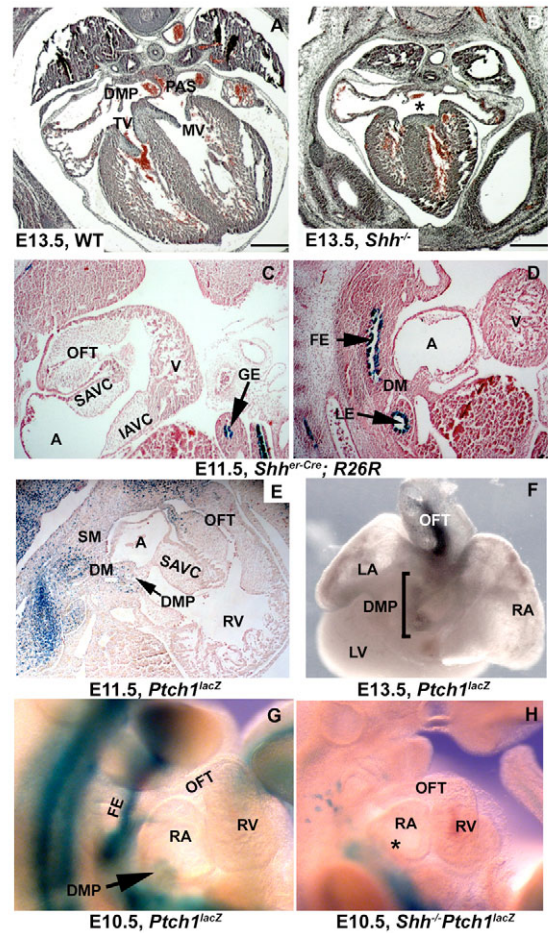 A
DMP
PAS
TV
MV
E13.5, WT
B
*
E13.5, Shh-/-
C
OFT
SAVC
V
GE
A
IAVC
D
FE
A
V
DM
LE
E11.5, Shher-Cre; R26R
E
SM
A
OFT
DM
SAVC
DMP
RV
E11.5, Ptch1lacZ
F
OFT
LA
DMP
RA
LV
E13.5, Ptch1lacZ
G
FE
OFT
RA
RV
DMP
E10.5, Ptch1lacZ
H
OFT
RA
RV
*
E10.5, Shh-/-Ptch1lacZ